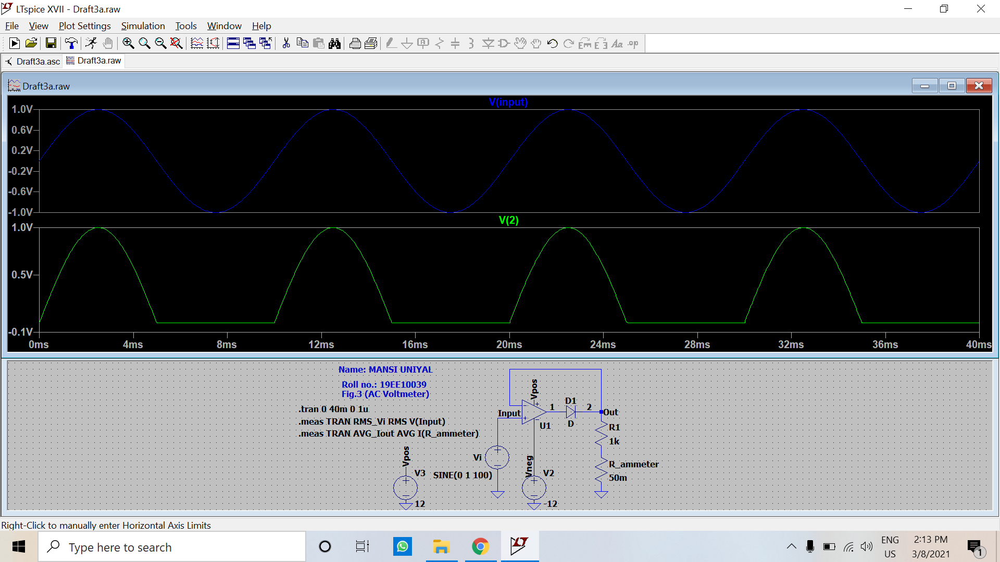 LTspice XVII - Draft3a.raw
File View Plot Settings Simulation Tools Window Help
Draft3a.asc Draft3a.raw
Draft3a.raw
V(input)
1.0V
0.6V
0.2V
-0.2V
-0.6V
-1.0V
V(2)
1.0V
0.5V
-0.1V
0ms 4ms 8ms 12ms 16ms 20ms 24ms 28ms 32ms 36ms 40ms
Name: MANSI UNIYAL
Roll no.: 19EE10039
Fig.3 (AC Voltmeter)
.tran 0 40m 0 1u
.meas TRAN RMS_Vi RMS V(Input)
.meas TRAN AVG_Iout AVG I(R_ammeter)
Vpos
V3
12
Vi
SINE(0 1 100)
Input
Vpos
U1
1
D1
D
2
Out
R1
1k
R_ammeter
50m
Vneg
V2
-12
Right-Click to manually enter Horizontal Axis Limits
Type here to search
ENG
US
2:13 PM
3/8/2021
1